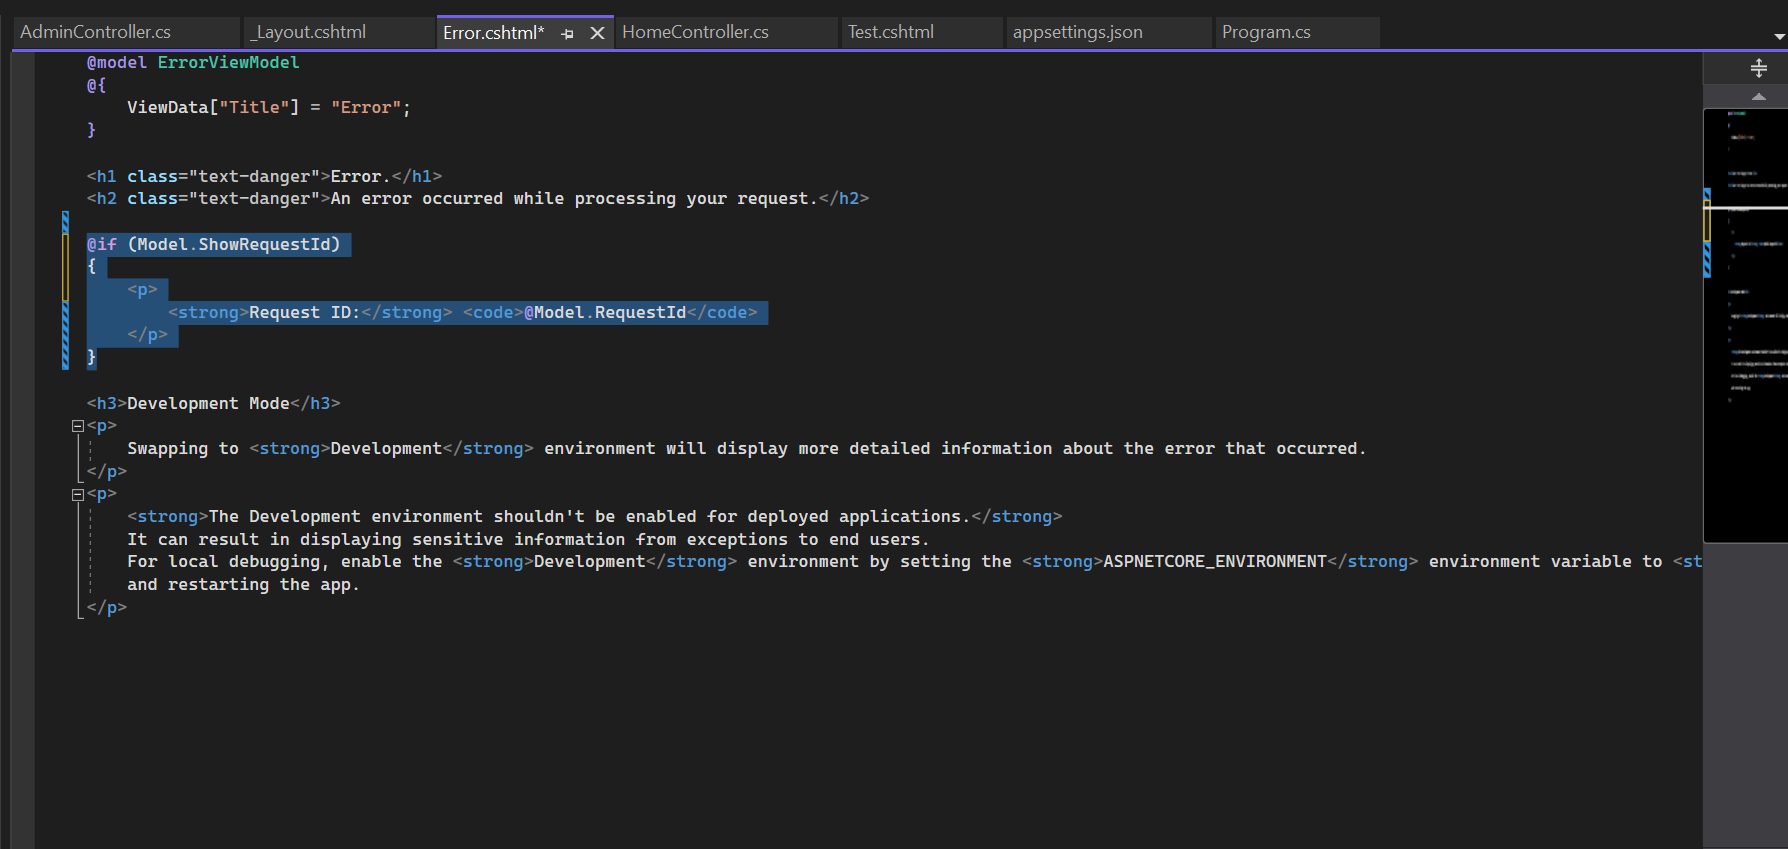 AdminController.cs _Layout.cshtml Error.cshtml* HomeController.cs Test.cshtml appsettings.json Program.cs
@model ErrorViewModel
@{
    ViewData["Title"] = "Error";
}
<h1 class="text-danger">Error.</h1>
<h2 class="text-danger">An error occurred while processing your request.</h2>
@if (Model.ShowRequestId)
{
    <p>
        <strong>Request ID:</strong> <code>@Model.RequestId</code>
    </p>
}
<h3>Development Mode</h3>
<p>
    Swapping to <strong>Development</strong> environment will display more detailed information about the error that occurred.
</p>
<p>
    <strong>The Development environment shouldn't be enabled for deployed applications.</strong>
    It can result in displaying sensitive information from exceptions to end users.
    For local debugging, enable the <strong>Development</strong> environment by setting the <strong>ASPNETCORE_ENVIRONMENT</strong> environment variable to <st
    and restarting the app.
</p>